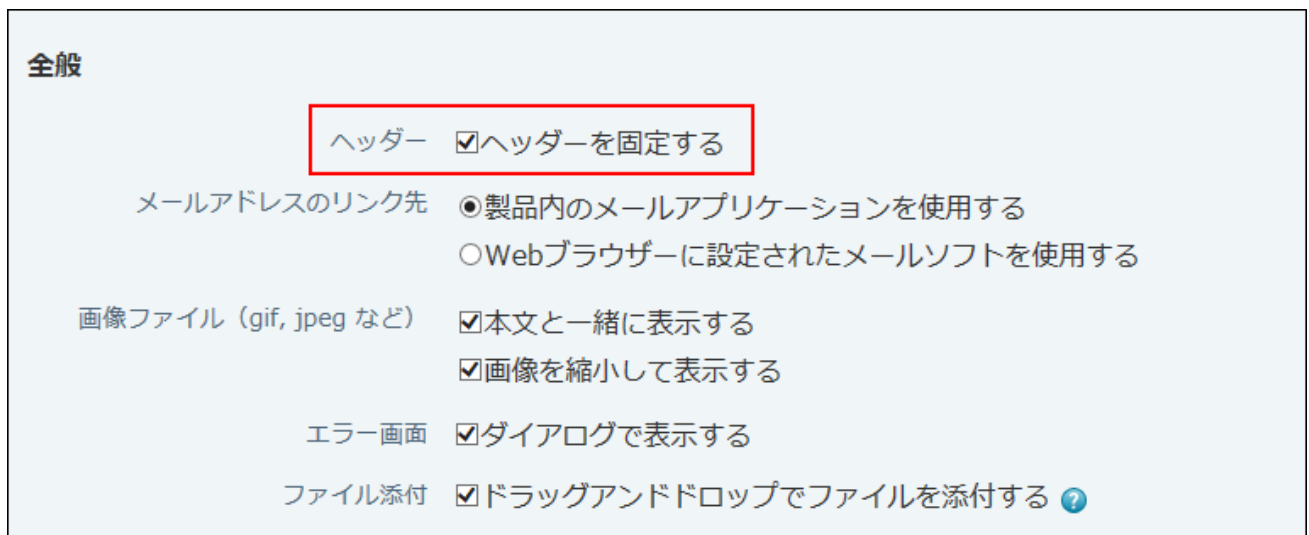 全般
ヘッダー ヘッダーを固定する
メールアドレスのリンク先 製品内のメールアプリケーションを使用する
Webブラウザーに設定されたメールソフトを使用する
画像ファイル（gif, jpeg など） 本文と一緒に表示する
画像を縮小して表示する
エラー画面 ダイアログで表示する
ファイル添付 ドラッグアンドドロップでファイルを添付する ?